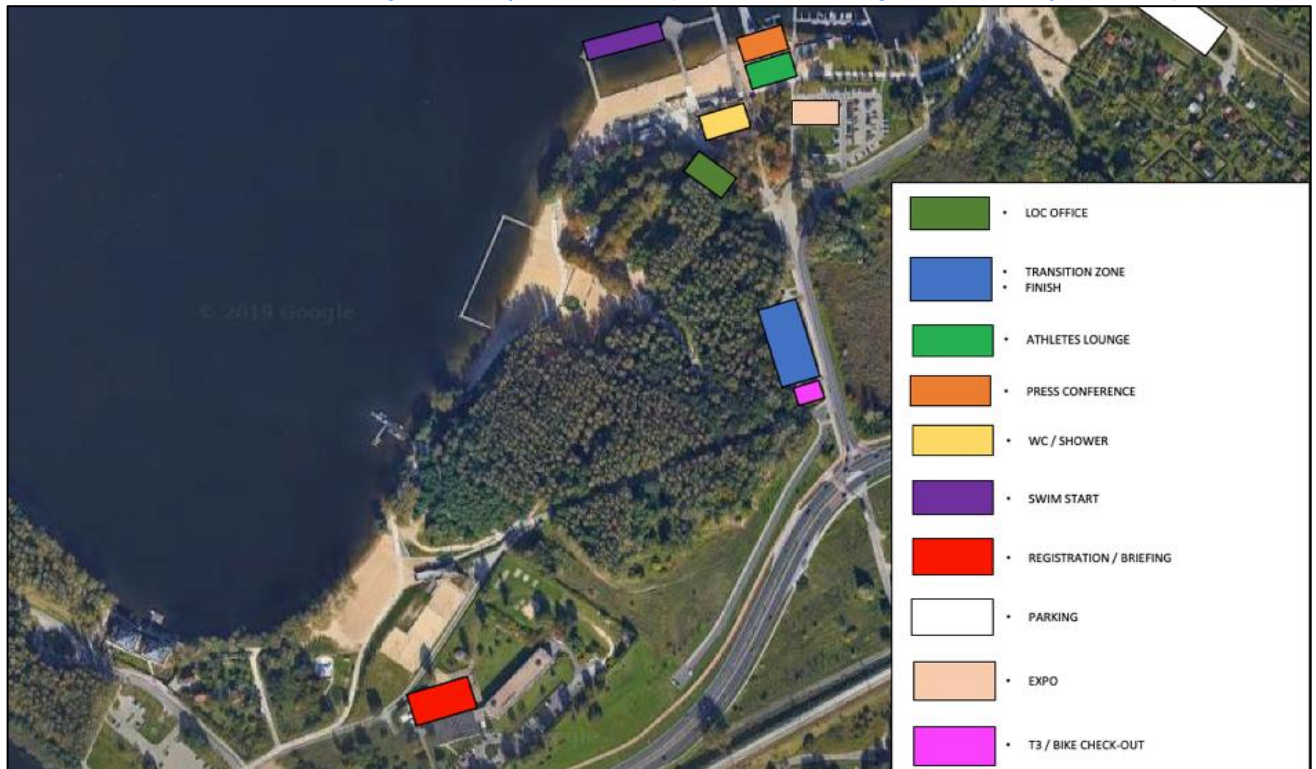 © 2019 Google
• LOC OFFICE
• TRANSITION ZONE
• FINISH
• ATHLETES LOUNGE
• PRESS CONFERENCE
• WC / SHOWER
• SWIM START
• REGISTRATION / BRIEFING
• PARKING
• EXPO
• T3 / BIKE CHECK-OUT